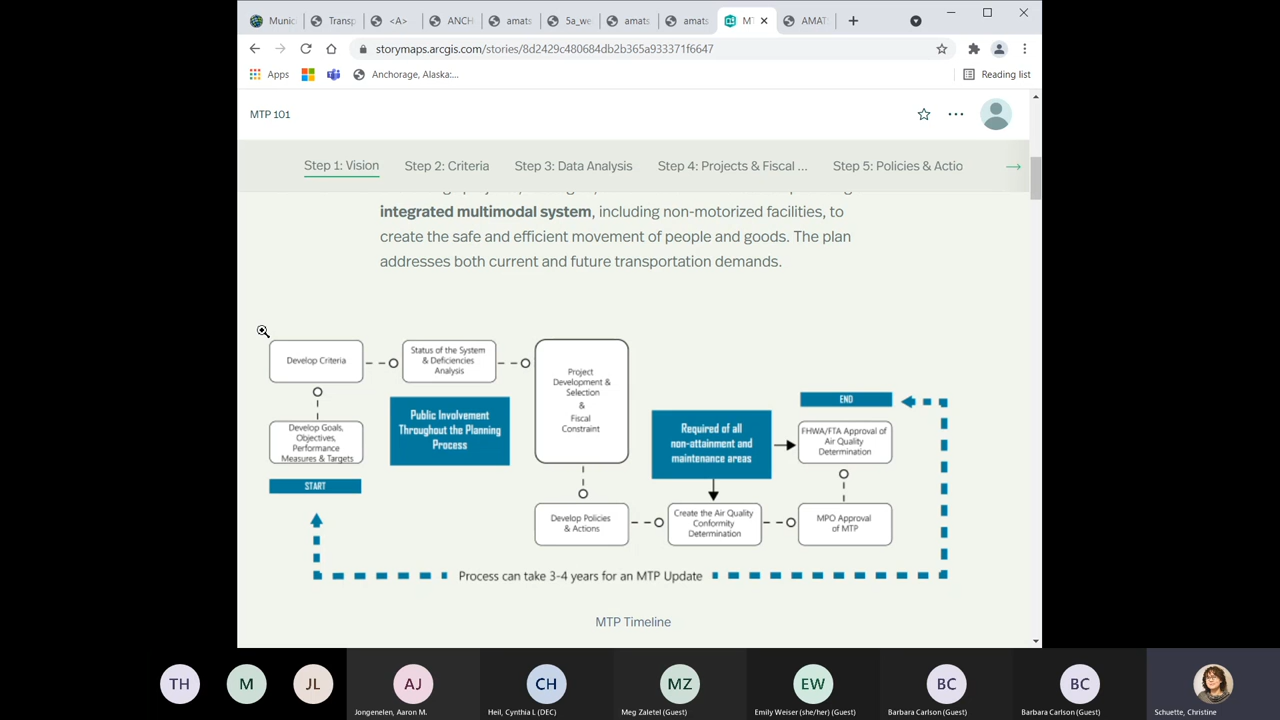 Munici
Transp
<A>
ANCH
amats
5a_we
amats
amats
MT
AMAT
storymaps.arcgis.com/stories/8d2429c480684db2b365a933371f6647
Apps
Anchorage, Alaska:...
Reading list
MTP 101
Step 1: Vision
Step 2: Criteria
Step 3: Data Analysis
Step 4: Projects & Fiscal ...
Step 5: Policies & Actio
integrated multimodal system, including non-motorized facilities, to
create the safe and efficient movement of people and goods. The plan
addresses both current and future transportation demands.
Develop Criteria
Status of the System
& Deficiencies
Analysis
Project
Development &
Selection
&
Fiscal
Constraint
Develop Goals,
Objectives,
Performance
Measures & Targets
START
Public Involvement
Throughout the Planning
Process
Required of all
non-attainment and
maintenance areas
END
FHWA/FTA Approval of
Air Quality
Determination
Develop Policies
& Actions
Create the Air Quality
Conformity
Determination
MPO Approval
of MTP
Process can take 3-4 years for an MTP Update
MTP Timeline
TH
M
JL
AJ
CH
MZ
EW
BC
BC
Jongenelen, Aaron M.
Heil, Cynthia L (DEC)
Meg Zaletel (Guest)
Emily Weiser (she/her) (Guest)
Barbara Carlson (Guest)
Barbara Carlson (Guest)
Schuette, Christine